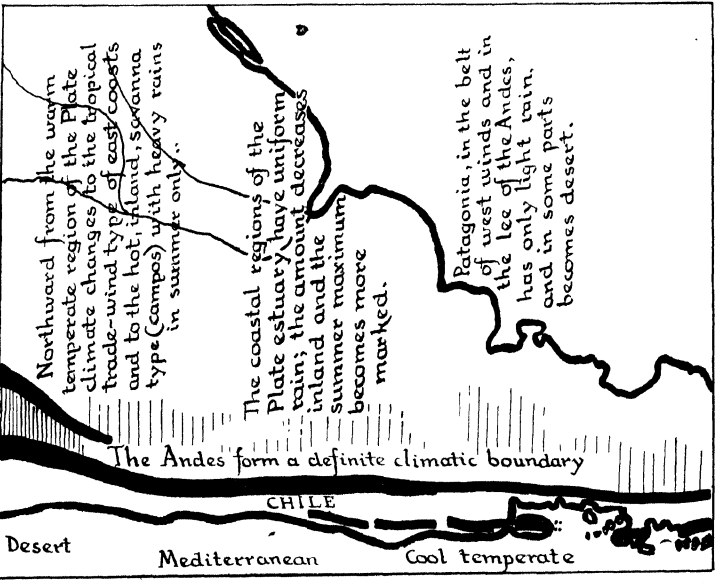 Northward from the warm
temperate region of the Plate
climate changes to the tropical
trade-wind type of east coasts
and to the hot, inland, savanna
type (campos) with heavy rains
in summer only..
The coastal regions of the
Plate estuary have uniform
rain; the amount decreases
inland and the
summer maximum
becomes more
marked.
Patagonia, in the belt
of west winds and in
the lee of the Andes,
has only light rain,
and in some parts
becomes desert.
The Andes form a definite climatic boundary
CHILE
Desert
Mediterranean
Cool temperate